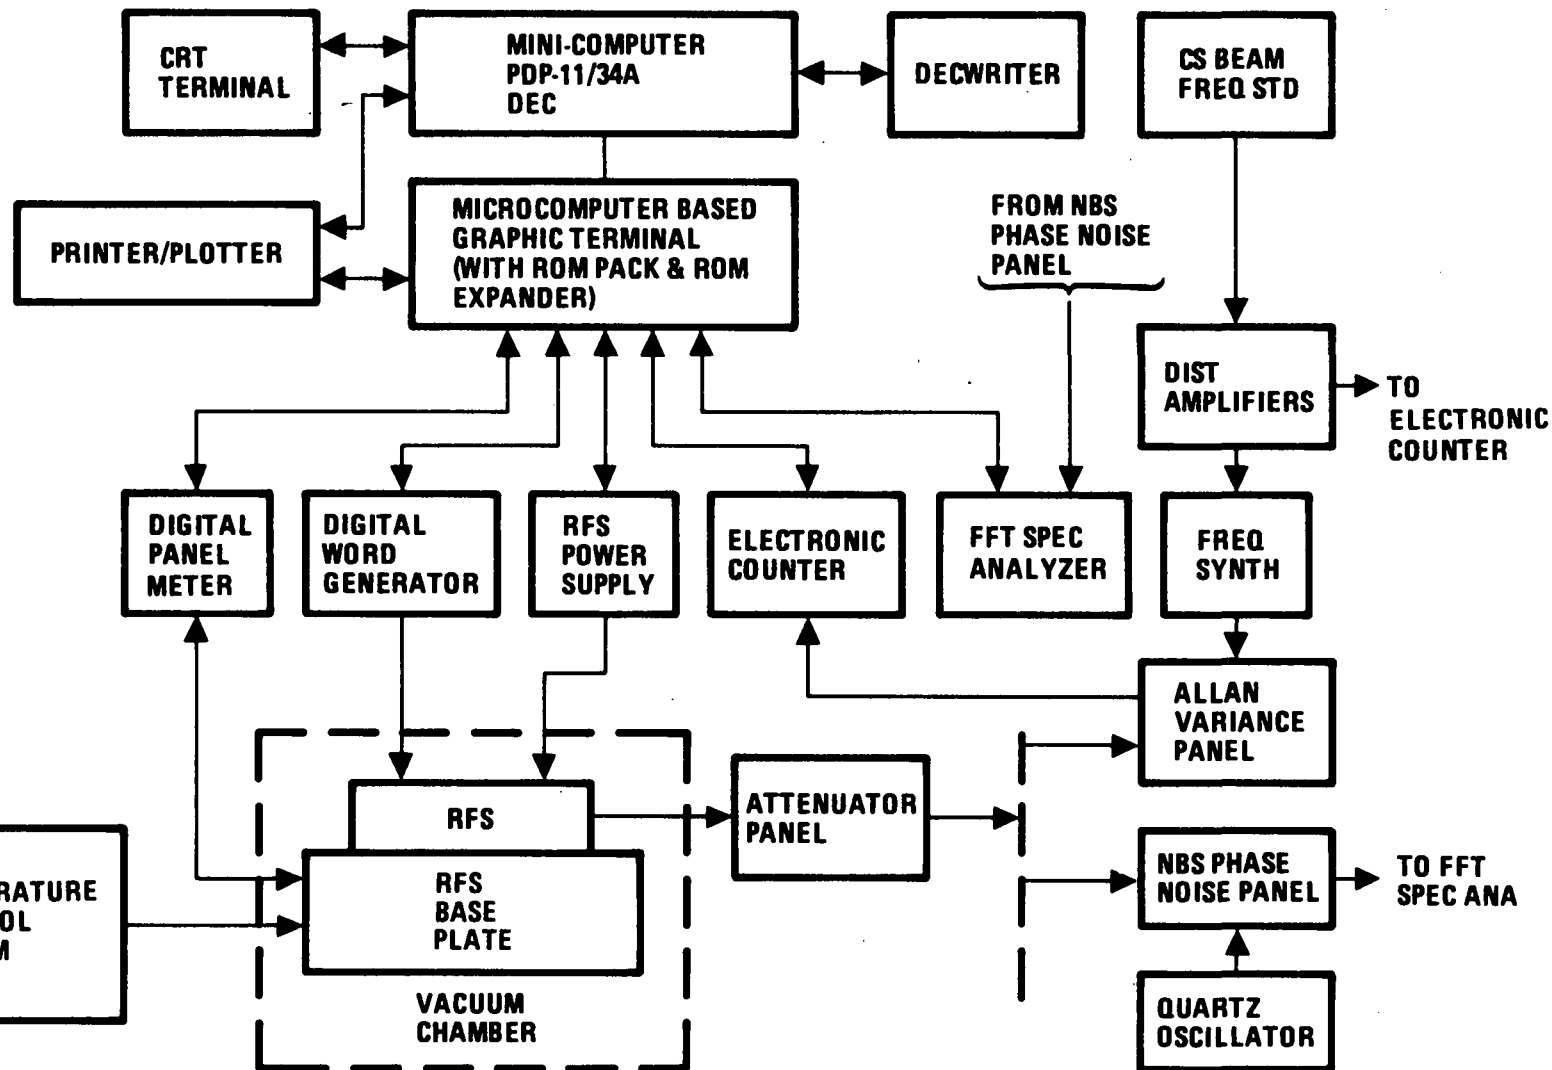 CRT
TERMINAL
MINI-COMPUTER
PDP-11/34A
DEC
DECWRITER
CS BEAM
FREQ STD
PRINTER/PLOTTER
MICROCOMPUTER BASED
GRAPHIC TERMINAL
(WITH ROM PACK & ROM
EXPANDER)
FROM NBS
PHASE NOISE
PANEL
DIST
AMPLIFIERS
TO
ELECTRONIC
COUNTER
DIGITAL
PANEL
METER
DIGITAL
WORD
GENERATOR
RFS
POWER
SUPPLY
ELECTRONIC
COUNTER
FFT SPEC
ANALYZER
FREQ
SYNTH
ALLAN
VARIANCE
PANEL
RFS
ATTENUATOR
PANEL
RFS
BASE
PLATE
NBS PHASE
NOISE PANEL
TO FFT
SPEC ANA
RATURE
OL
M
VACUUM
CHAMBER
QUARTZ
OSCILLATOR